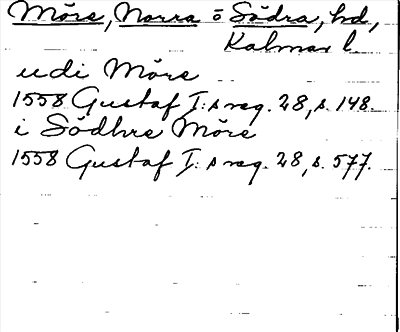 Möre, Norra o Södra, hd,
Kalmar l.
udi Möre
1558 Gustaf I:s reg. 28, s. 148.
i Södhre Möre
1558 Gustaf I:s reg. 28, s. 577.